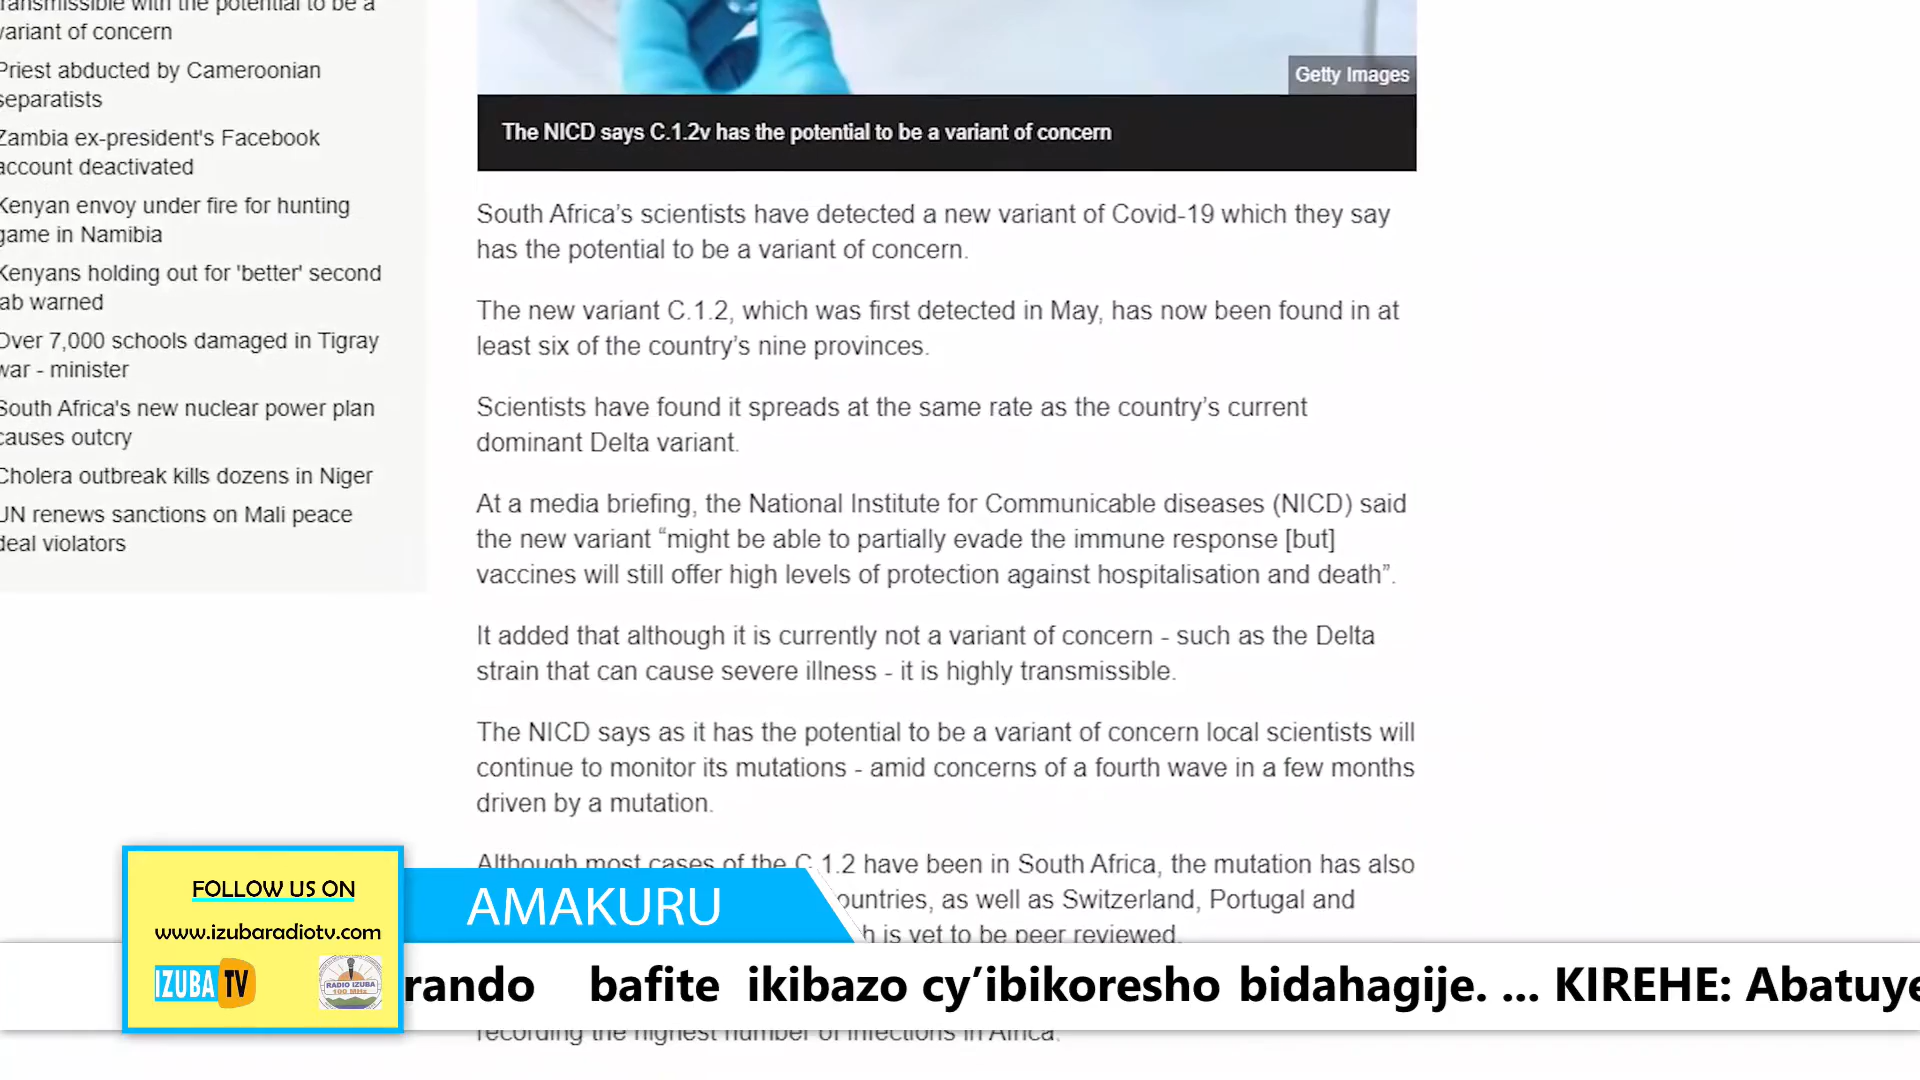 transmissible with the potential to be a
variant of concern
Priest abducted by Cameroonian
separatists
Zambia ex-president's Facebook
account deactivated
Kenyan envoy under fire for hunting
game in Namibia
Kenyans holding out for 'better' second
jab warned
Over 7,000 schools damaged in Tigray
war - minister
South Africa's new nuclear power plan
causes outcry
Cholera outbreak kills dozens in Niger
UN renews sanctions on Mali peace
deal violators
Getty Images
The NICD says C.1.2v has the potential to be a variant of concern
South Africa’s scientists have detected a new variant of Covid-19 which they say
has the potential to be a variant of concern.
The new variant C.1.2, which was first detected in May, has now been found in at
least six of the country’s nine provinces.
Scientists have found it spreads at the same rate as the country’s current
dominant Delta variant.
At a media briefing, the National Institute for Communicable diseases (NICD) said
the new variant “might be able to partially evade the immune response [but]
vaccines will still offer high levels of protection against hospitalisation and death”.
It added that although it is currently not a variant of concern - such as the Delta
strain that can cause severe illness - it is highly transmissible.
The NICD says as it has the potential to be a variant of concern local scientists will
continue to monitor its mutations - amid concerns of a fourth wave in a few months
driven by a mutation.
Although most cases of the C.1.2 have been in South Africa, the mutation has also
ountries, as well as Switzerland, Portugal and
h is yet to be peer reviewed.
recording the highest number of infections in Africa.
FOLLOW US ON
www.izubaradiotv.com
IZUBA TV
RADIO IZUBA
100 MHz
AMAKURU
rando bafite ikibazo cy’ibikoresho bidahagije. ... KIREHE: Abatuye